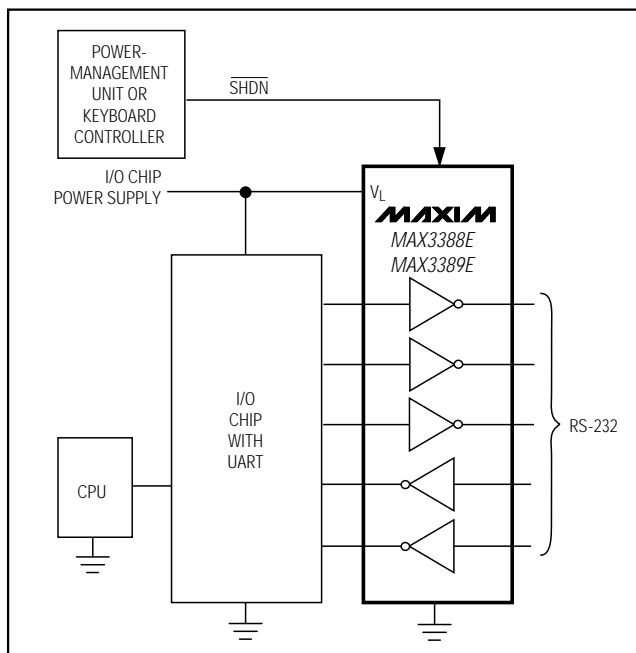 POWER-
MANAGEMENT
UNIT OR
KEYBOARD
CONTROLLER
SHDN
I/O CHIP
POWER SUPPLY
VL
MAXIM
MAX3388E
MAX3389E
I/O
CHIP
WITH
UART
RS-232
CPU